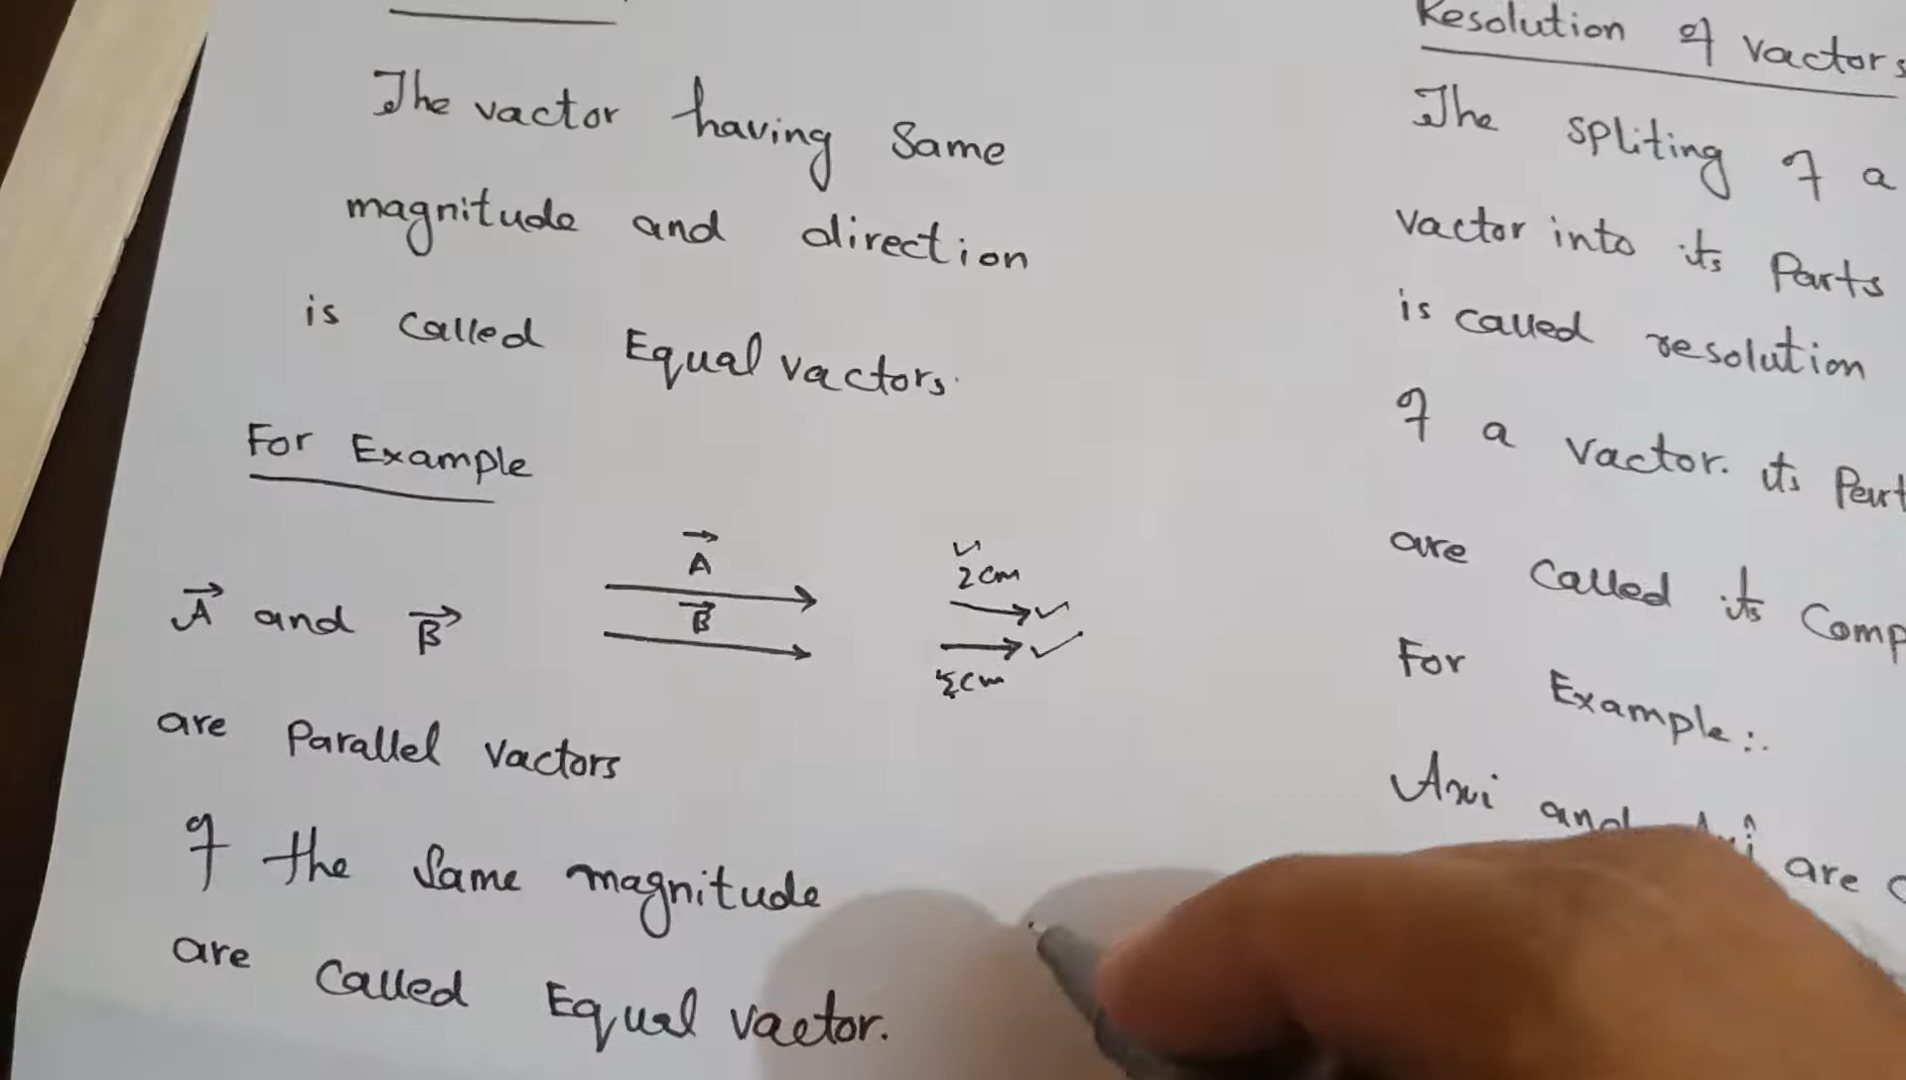 The vactor having Same
magnitude and direction
is called Equal vactors.
For Example
A and B
A
B
2cm
are Parallel vactors
of the Same magnitude
are Called Equal vactor.
Resolution of vactors
The spliting of a
vactor into its Parts
is called resolution
of a vactor. its Part
are Called its Comp
For Example:.
and
are